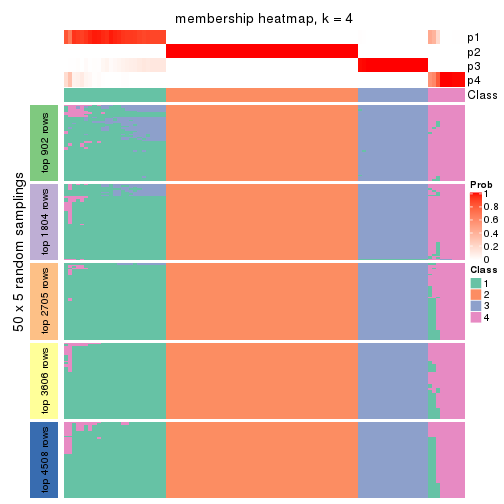 membership heatmap, k = 4
p1
p2
p3
p4
Class
50 x 5 random samplings
top 902 rows
top 1804 rows
top 2705 rows
top 3606 rows
top 4508 rows
Prob
1
0.8
0.6
0.4
0.2
0
Class
1
2
3
4